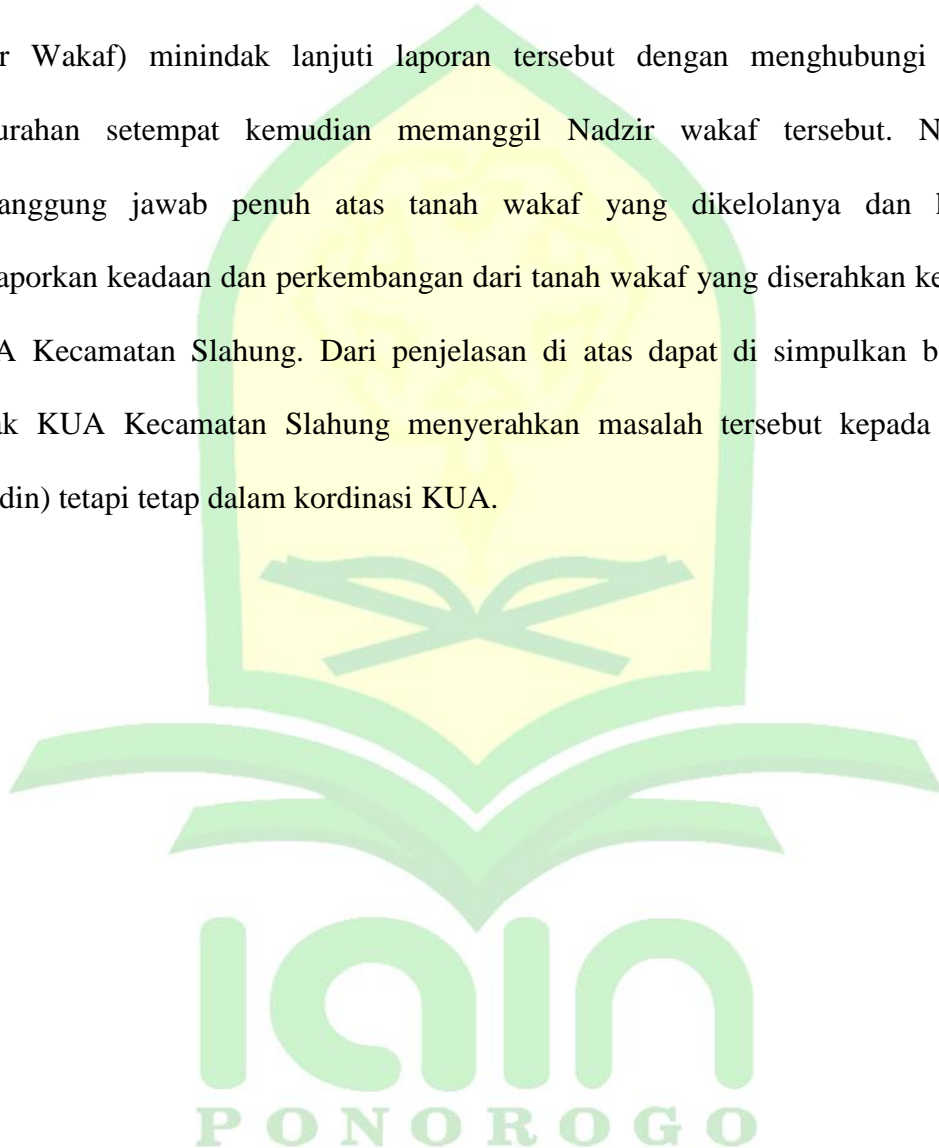 r Wakaf) minindak lanjuti laporan tersebut dengan menghubungi
urahan setempat kemudian memanggil Nadzir wakaf tersebut. N
anggung jawab penuh atas tanah wakaf yang dikelolanya dan
aporkan keadaan dan perkembangan dari tanah wakaf yang diserahkan ke
A Kecamatan Slahung. Dari penjelasan di atas dapat di simpulkan b
ak KUA Kecamatan Slahung menyerahkan masalah tersebut kepada
din) tetapi tetap dalam kordinasi KUA.
IAIN
PONOROGO